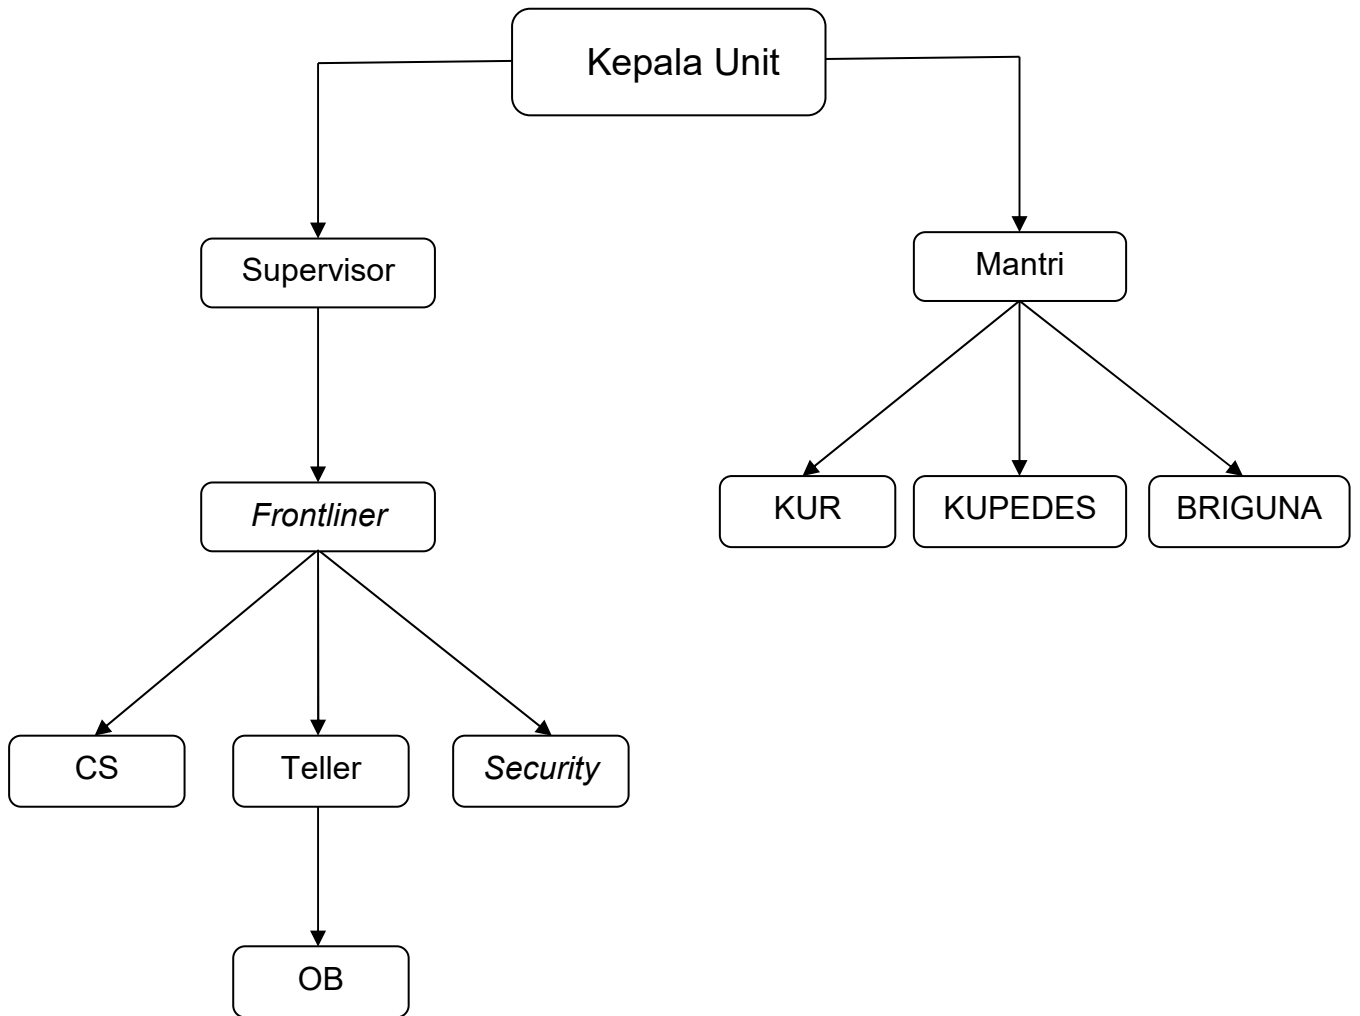 Kepala Unit
Supervisor
Mantri
Frontliner
KUR
KUPEDES
BRIGUNA
CS
Teller
Security
OB